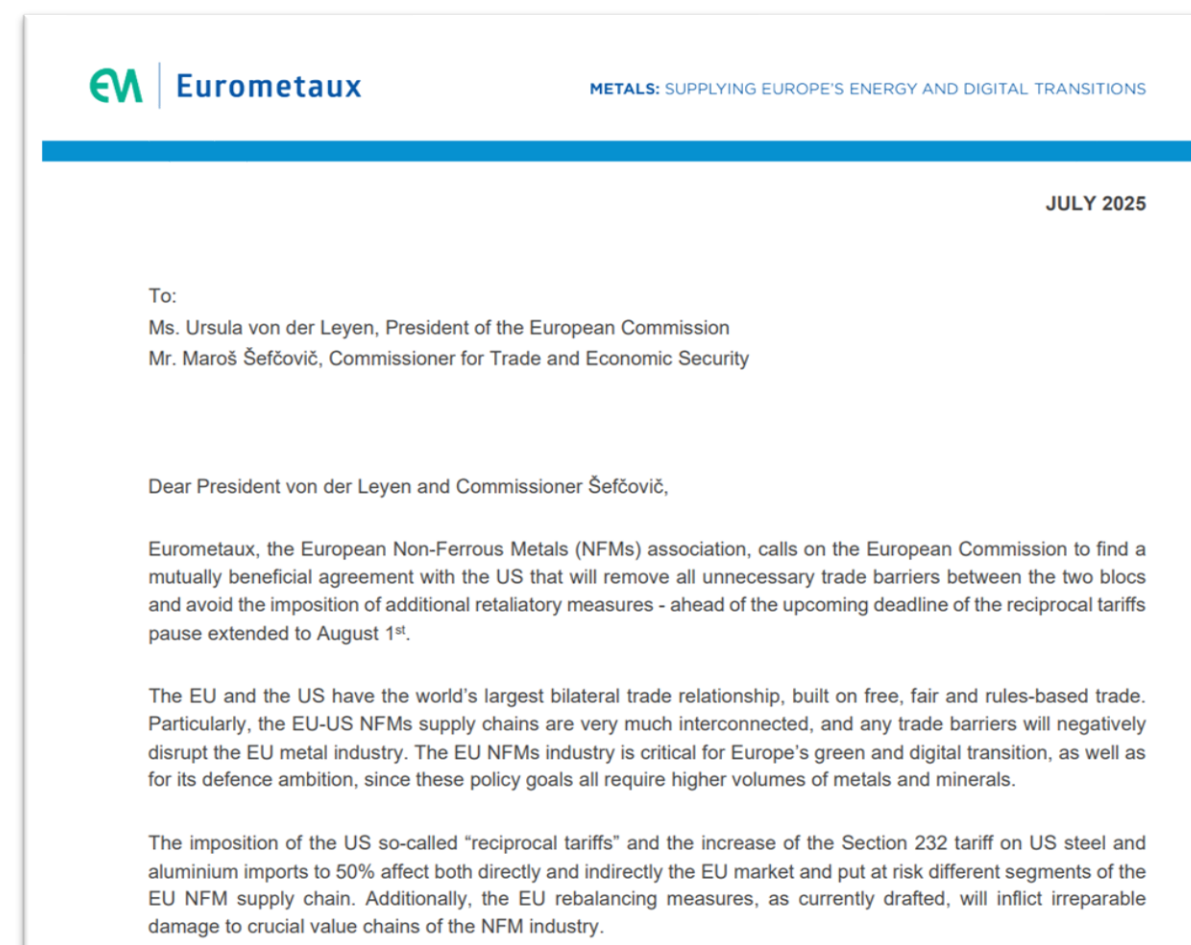 EM Eurometaux
METALS: SUPPLYING EUROPE'S ENERGY AND DIGITAL TRANSITIONS
JULY 2025
To:
Ms. Ursula von der Leyen, President of the European Commission
Mr. Maroš Šefčovič, Commissioner for Trade and Economic Security
Dear President von der Leyen and Commissioner Šefčovič,
Eurometaux, the European Non-Ferrous Metals (NFMs) association, calls on the European Commission to find a
mutually beneficial agreement with the US that will remove all unnecessary trade barriers between the two blocs
and avoid the imposition of additional retaliatory measures - ahead of the upcoming deadline of the reciprocal tariffs
pause extended to August 1st.
The EU and the US have the world's largest bilateral trade relationship, built on free, fair and rules-based trade.
Particularly, the EU-US NFMs supply chains are very much interconnected, and any trade barriers will negatively
disrupt the EU metal industry. The EU NFMs industry is critical for Europe's green and digital transition, as well as
for its defence ambition, since these policy goals all require higher volumes of metals and minerals.
The imposition of the US so-called “reciprocal tariffs” and the increase of the Section 232 tariff on US steel and
aluminium imports to 50% affect both directly and indirectly the EU market and put at risk different segments of the
EU NFM supply chain. Additionally, the EU rebalancing measures, as currently drafted, will inflict irreparable
damage to crucial value chains of the NFM industry.